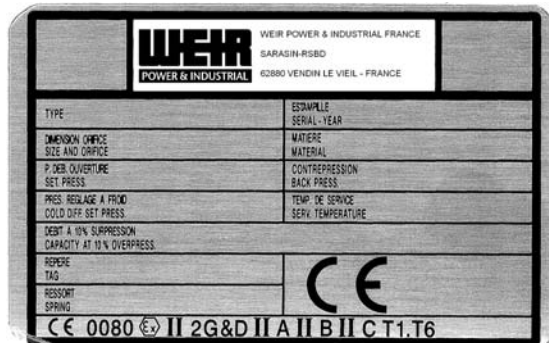 WEIR
POWER & INDUSTRIAL
WEIR POWER & INDUSTRIAL FRANCE
SARASIN-RSBD
62880 VENDIN LE VIEIL - FRANCE
TYPE
ESTAMPILLE
SERIAL - YEAR
DIMENSION ORIFICE
SIZE AND ORIFICE
MATIERE
MATERIAL
P. DEB. OUVERTURE
SET. PRESS.
CONTREPRESSION
BACK PRESS.
PRES. REGLAGE A FROID
COLD DIFF. SET PRESS.
TEMP. DE SERVICE
SERV. TEMPERATURE
DEBIT A 10% SURPRESSION
CAPACITY AT 10 % OVERPRESS.
REPERE
TAG
RESSORT
SPRING
CE
CE 0080 Ex II 2G&D II A II B II C T1.T6